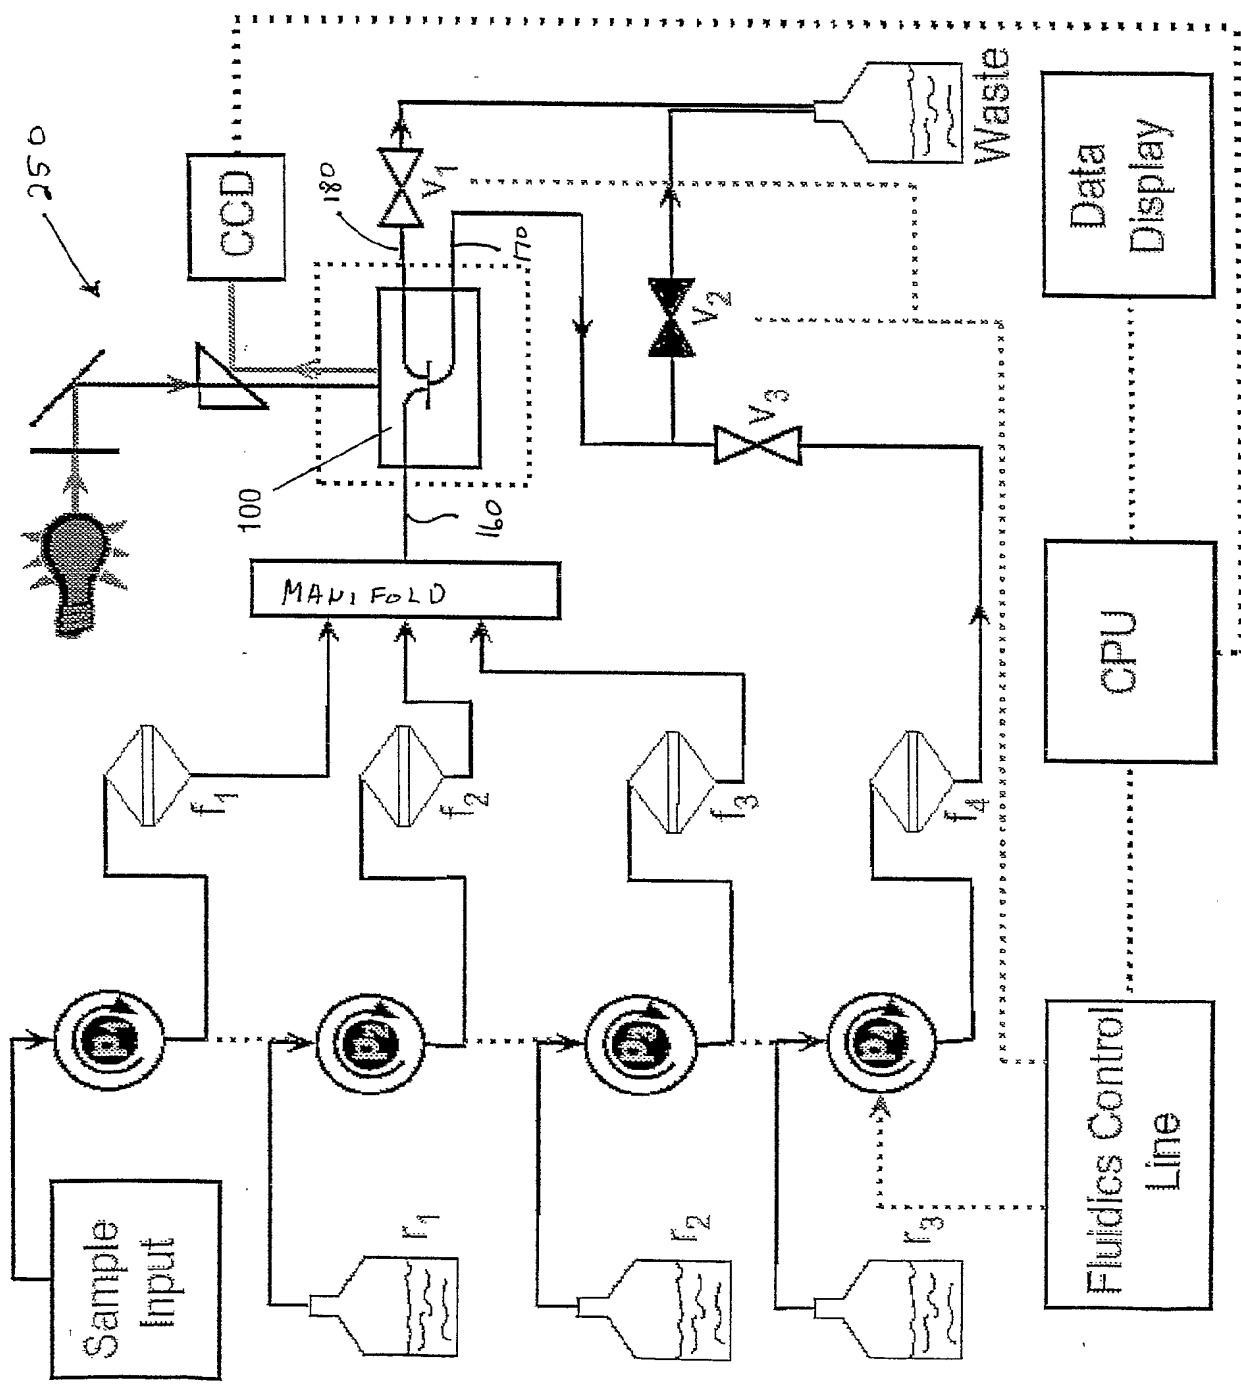 250
CCD
180
V1
170
Waste
Data
Display
V2
V3
100
160
MANIFOLD
CPU
f1
f2
f3
f4
P1
P2
P3
P4
Sample
Input
r1
r2
r3
Fluidics Control
Line